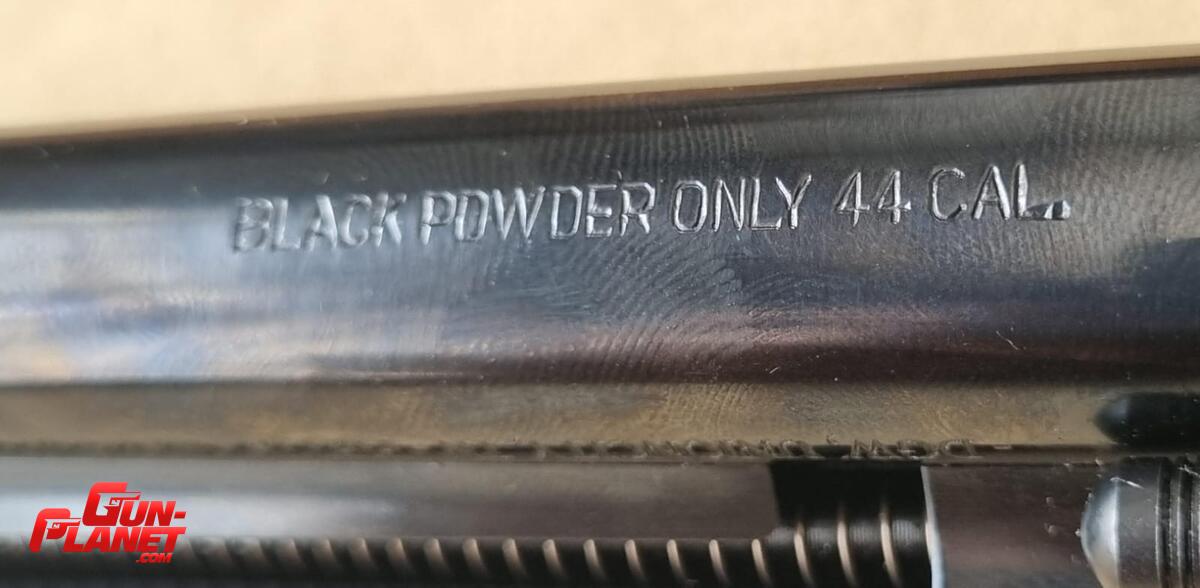 BLACK POWDER ONLY 44 CAL.
GUN-
PLANET
.COM